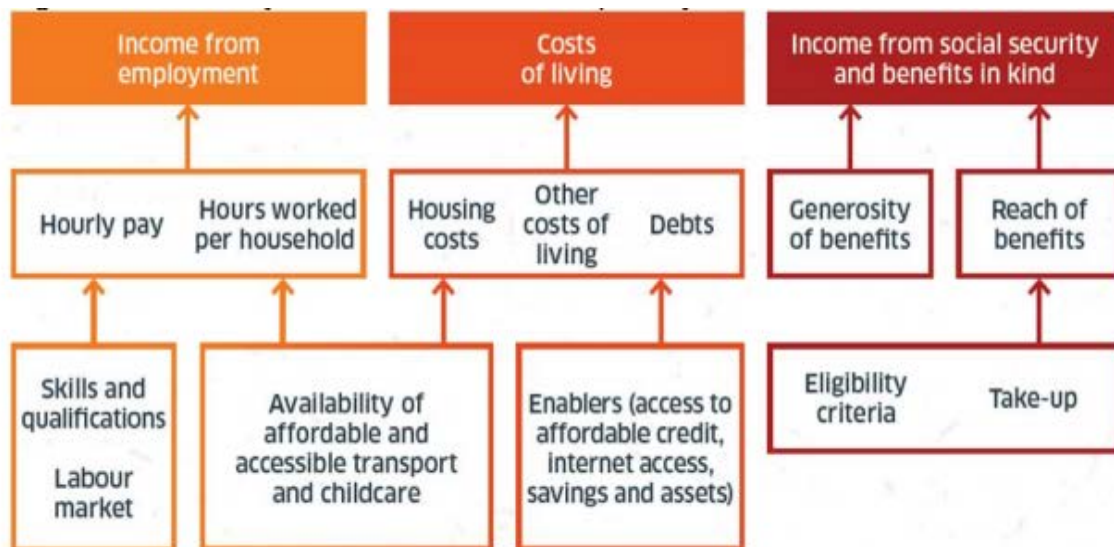 Income from
employment
Costs
of living
Income from social security
and benefits in kind
Hourly pay
Hours worked
per household
Housing
costs
Other
costs of
living
Debts
Generosity
of benefits
Reach of
benefits
Skills and
qualifications
Labour
market
Availability of
affordable and
accessible transport
and childcare
Enablers (access to
affordable credit,
internet access,
savings and assets)
Eligibility
criteria
Take-up